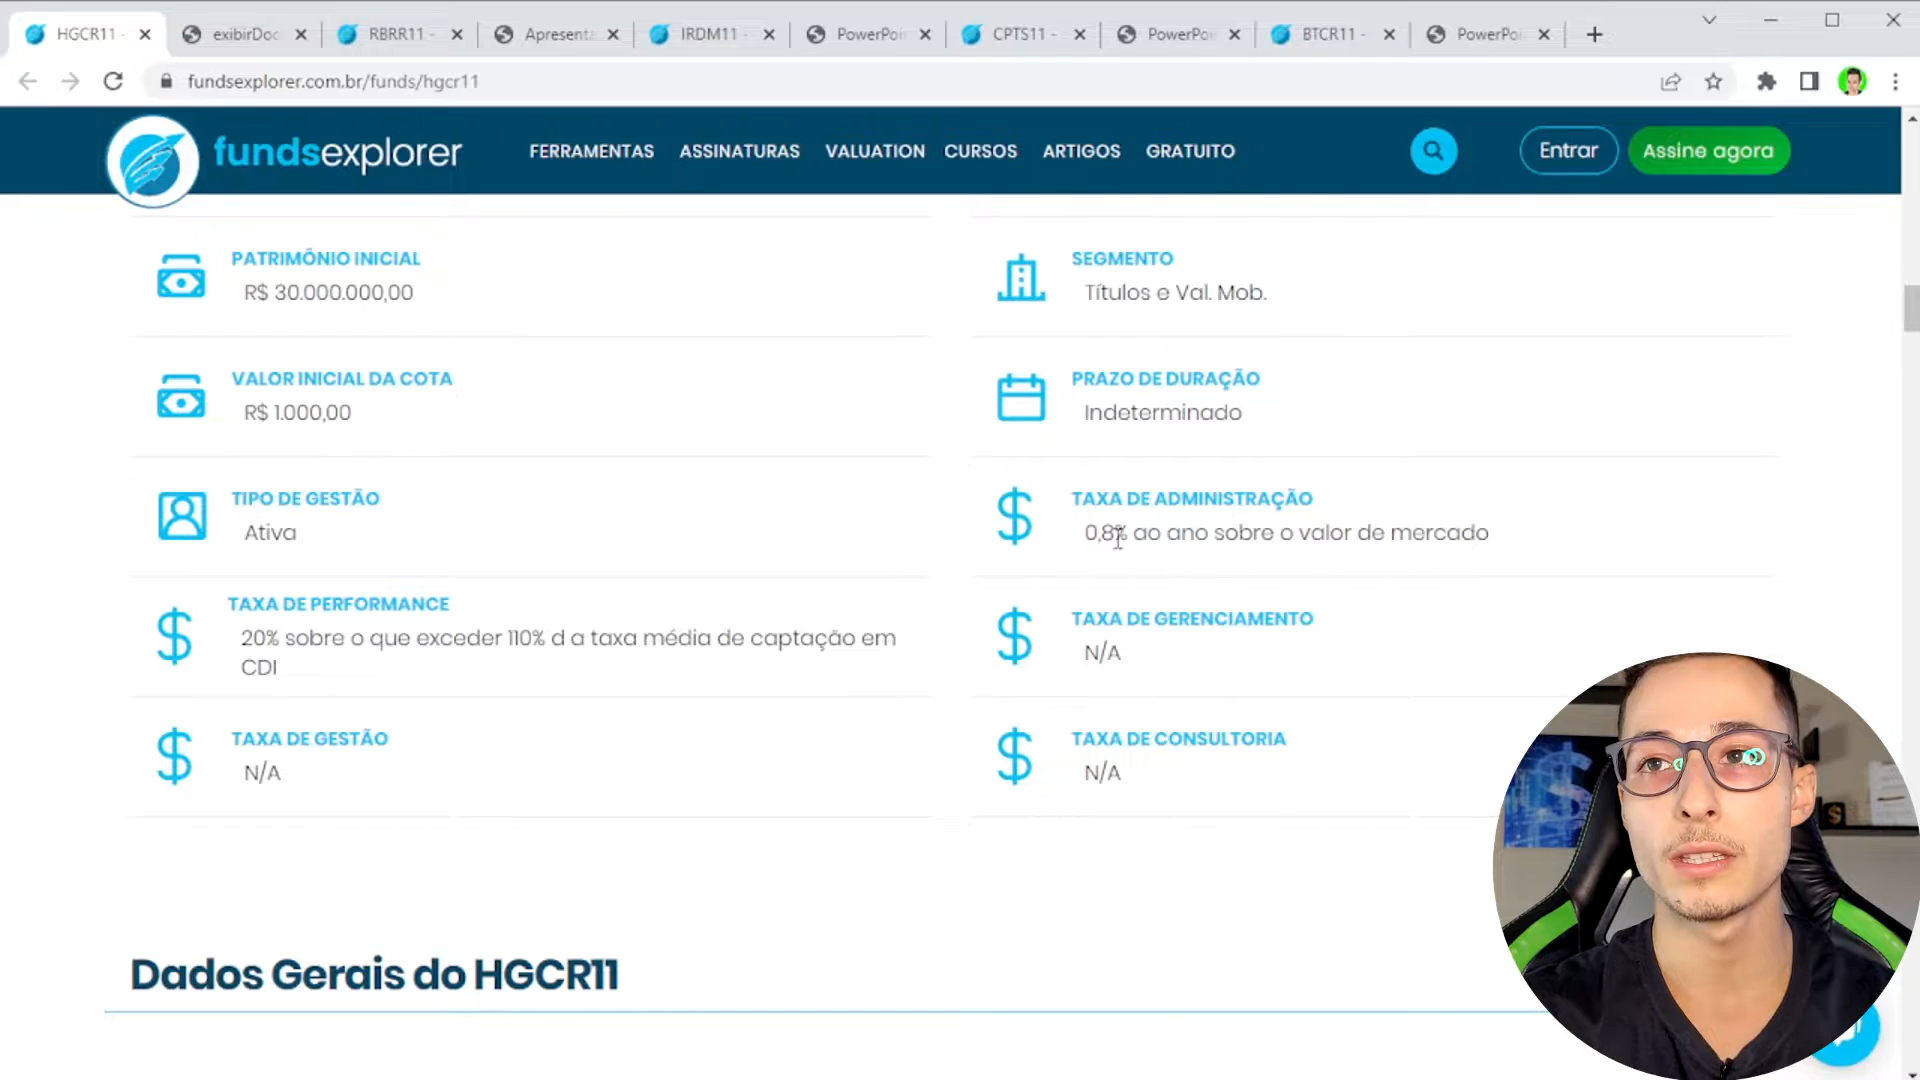 HGCR11 -
exibirDoc
RBRR11 -
Apresenta
IRDM11 -
PowerPoi
CPTS11 -
PowerPoi
BTCR11 -
PowerPoi
fundsexplorer.com.br/funds/hgcr11
fundsexplorer
FERRAMENTAS
ASSINATURAS
VALUATION
CURSOS
ARTIGOS
GRATUITO
Entrar
Assine agora
PATRIMÔNIO INICIAL
R$ 30.000.000,00
SEGMENTO
Títulos e Val. Mob.
VALOR INICIAL DA COTA
R$ 1.000,00
PRAZO DE DURAÇÃO
Indeterminado
TIPO DE GESTÃO
Ativa
TAXA DE ADMINISTRAÇÃO
0,8% ao ano sobre o valor de mercado
TAXA DE PERFORMANCE
20% sobre o que exceder 110% d a taxa média de captação em
CDI
TAXA DE GERENCIAMENTO
N/A
TAXA DE GESTÃO
N/A
TAXA DE CONSULTORIA
N/A
Dados Gerais do HGCR11